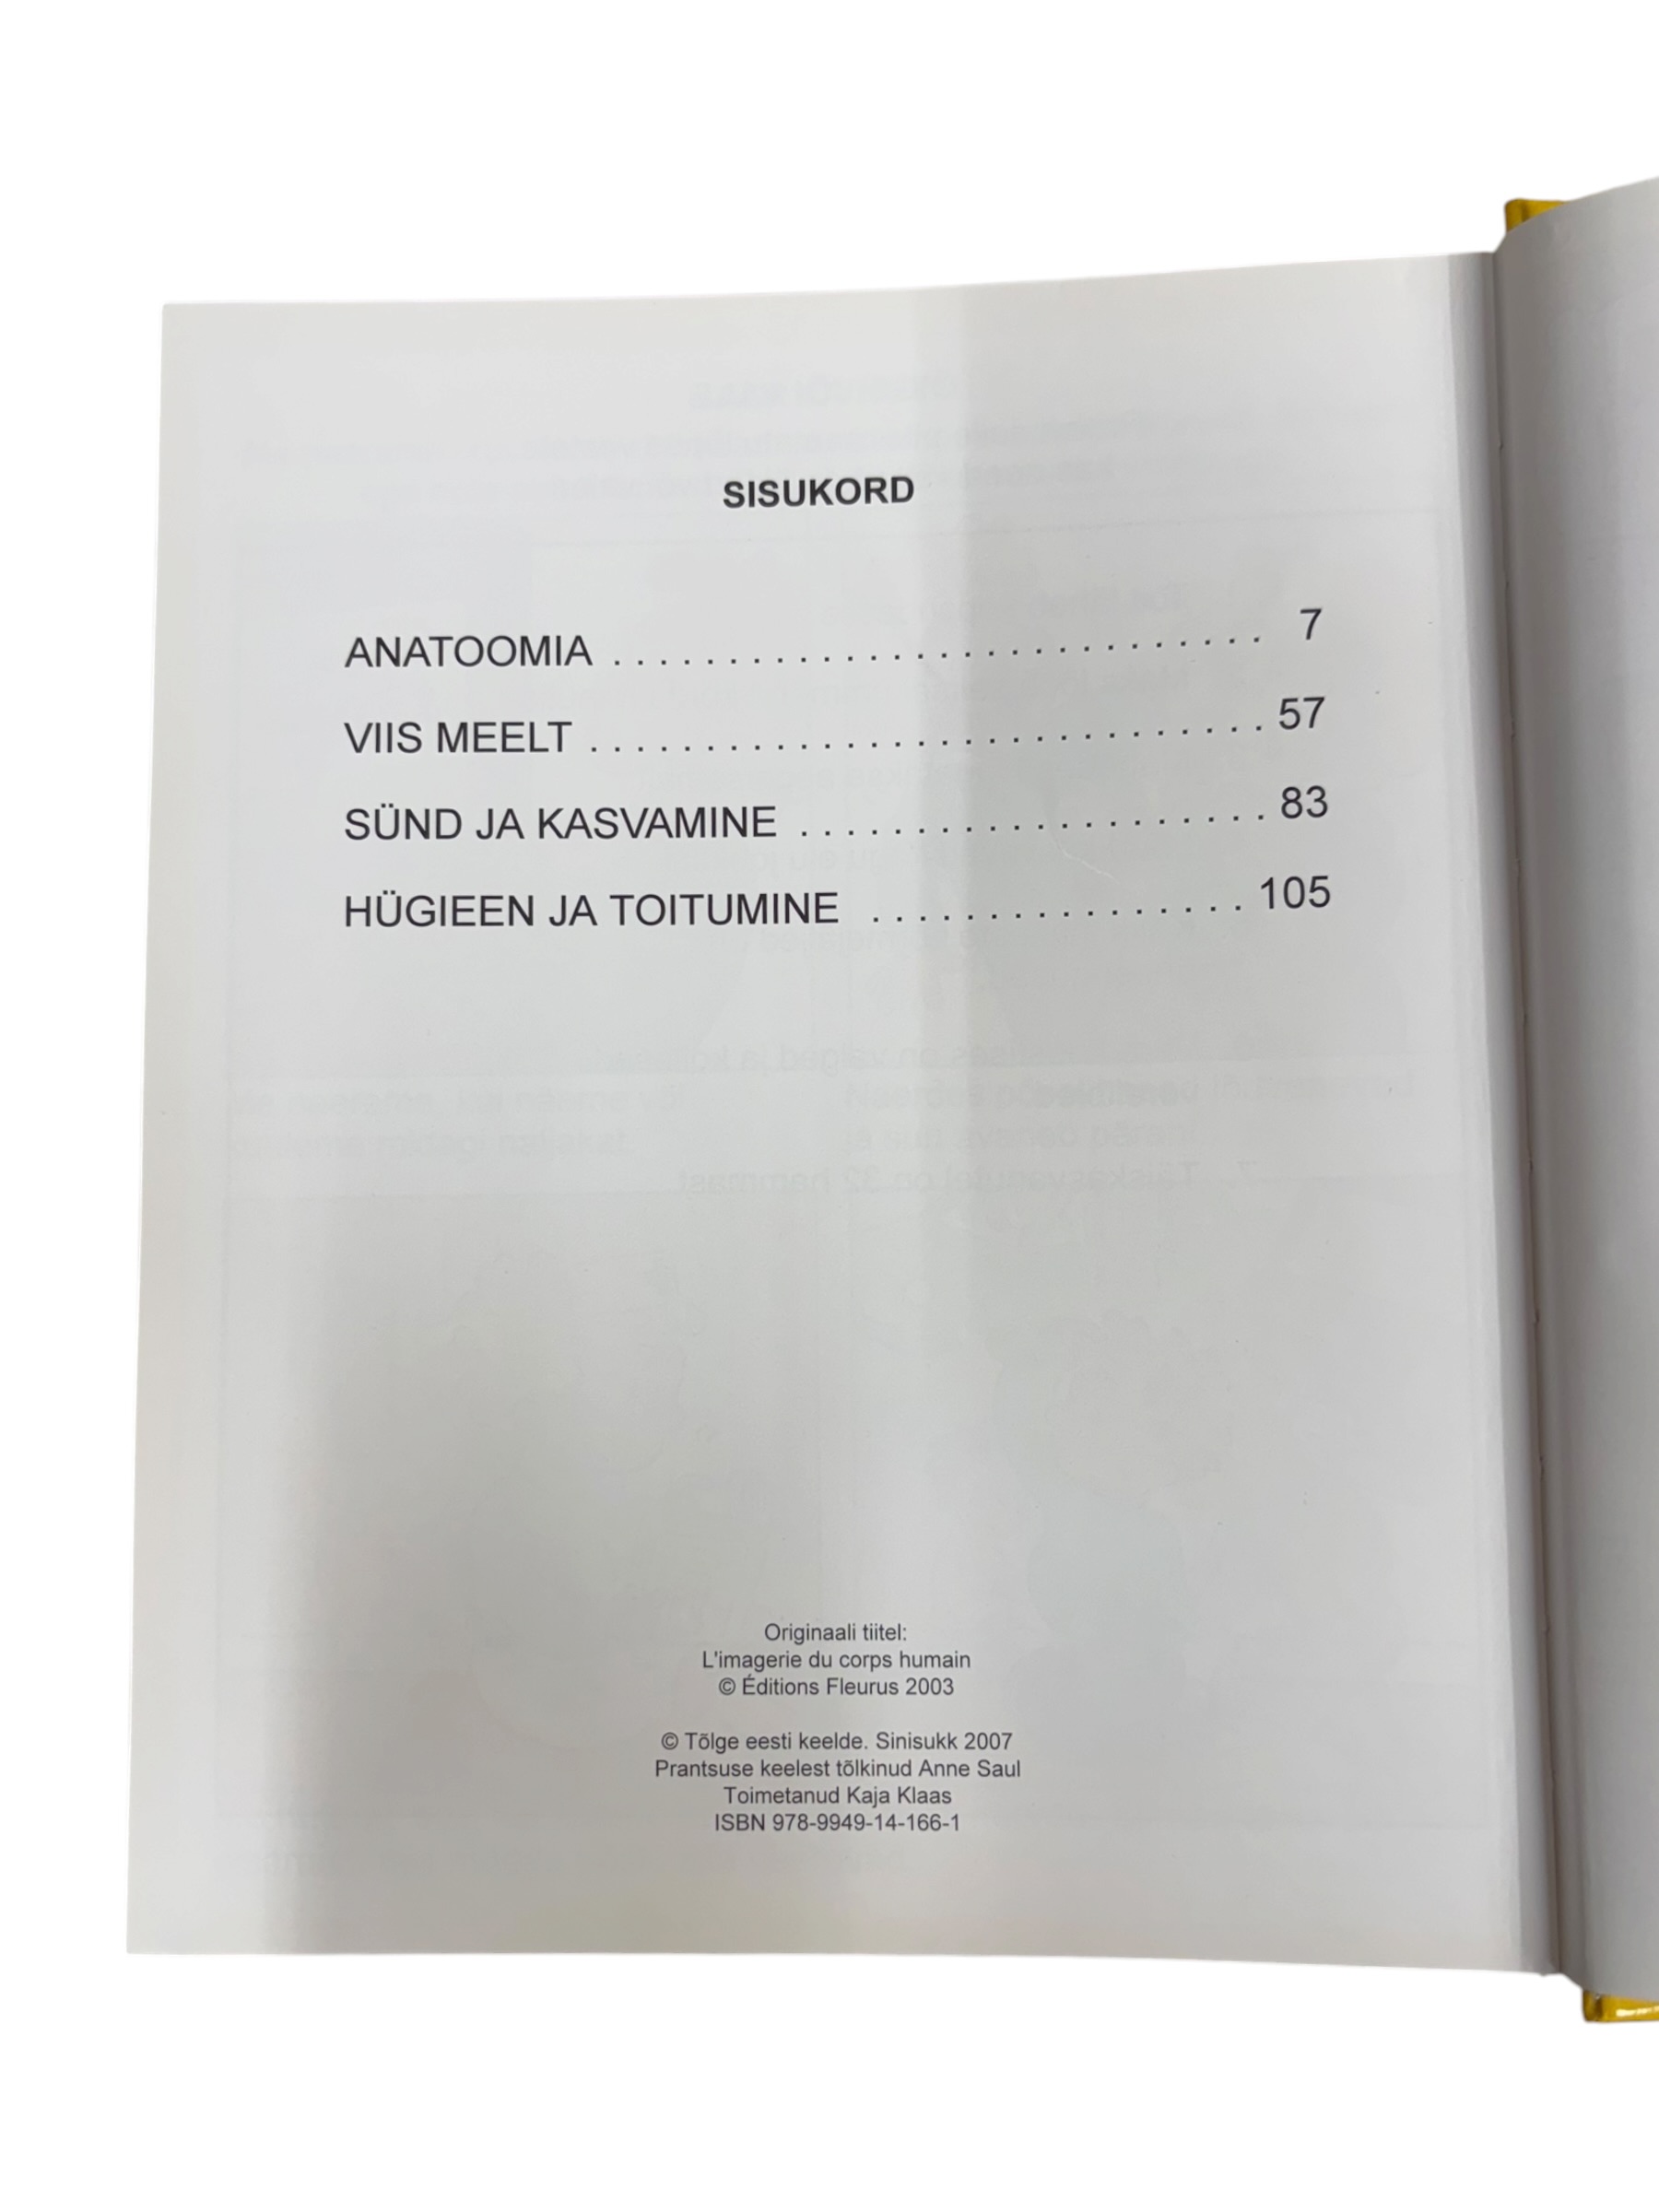 SISUKORD
ANATOOMIA . . . . . . . . . . . . . . . . . . . . . . . . . . . . 7
VIIS MEELT . . . . . . . . . . . . . . . . . . . . . . . . . . . . . 57
SÜND JA KASVAMINE . . . . . . . . . . . . . . . . . . . . . 83
HÜGIEEN JA TOITUMINE . . . . . . . . . . . . . . . . . 105
Originaali tiitel:
L'imagerie du corps humain
© Éditions Fleurus 2003
© Tõlge eesti keelde. Sinisukk 2007
Prantsuse keelest tõlkinud Anne Saul
Toimetanud Kaja Klaas
ISBN 978-9949-14-166-1